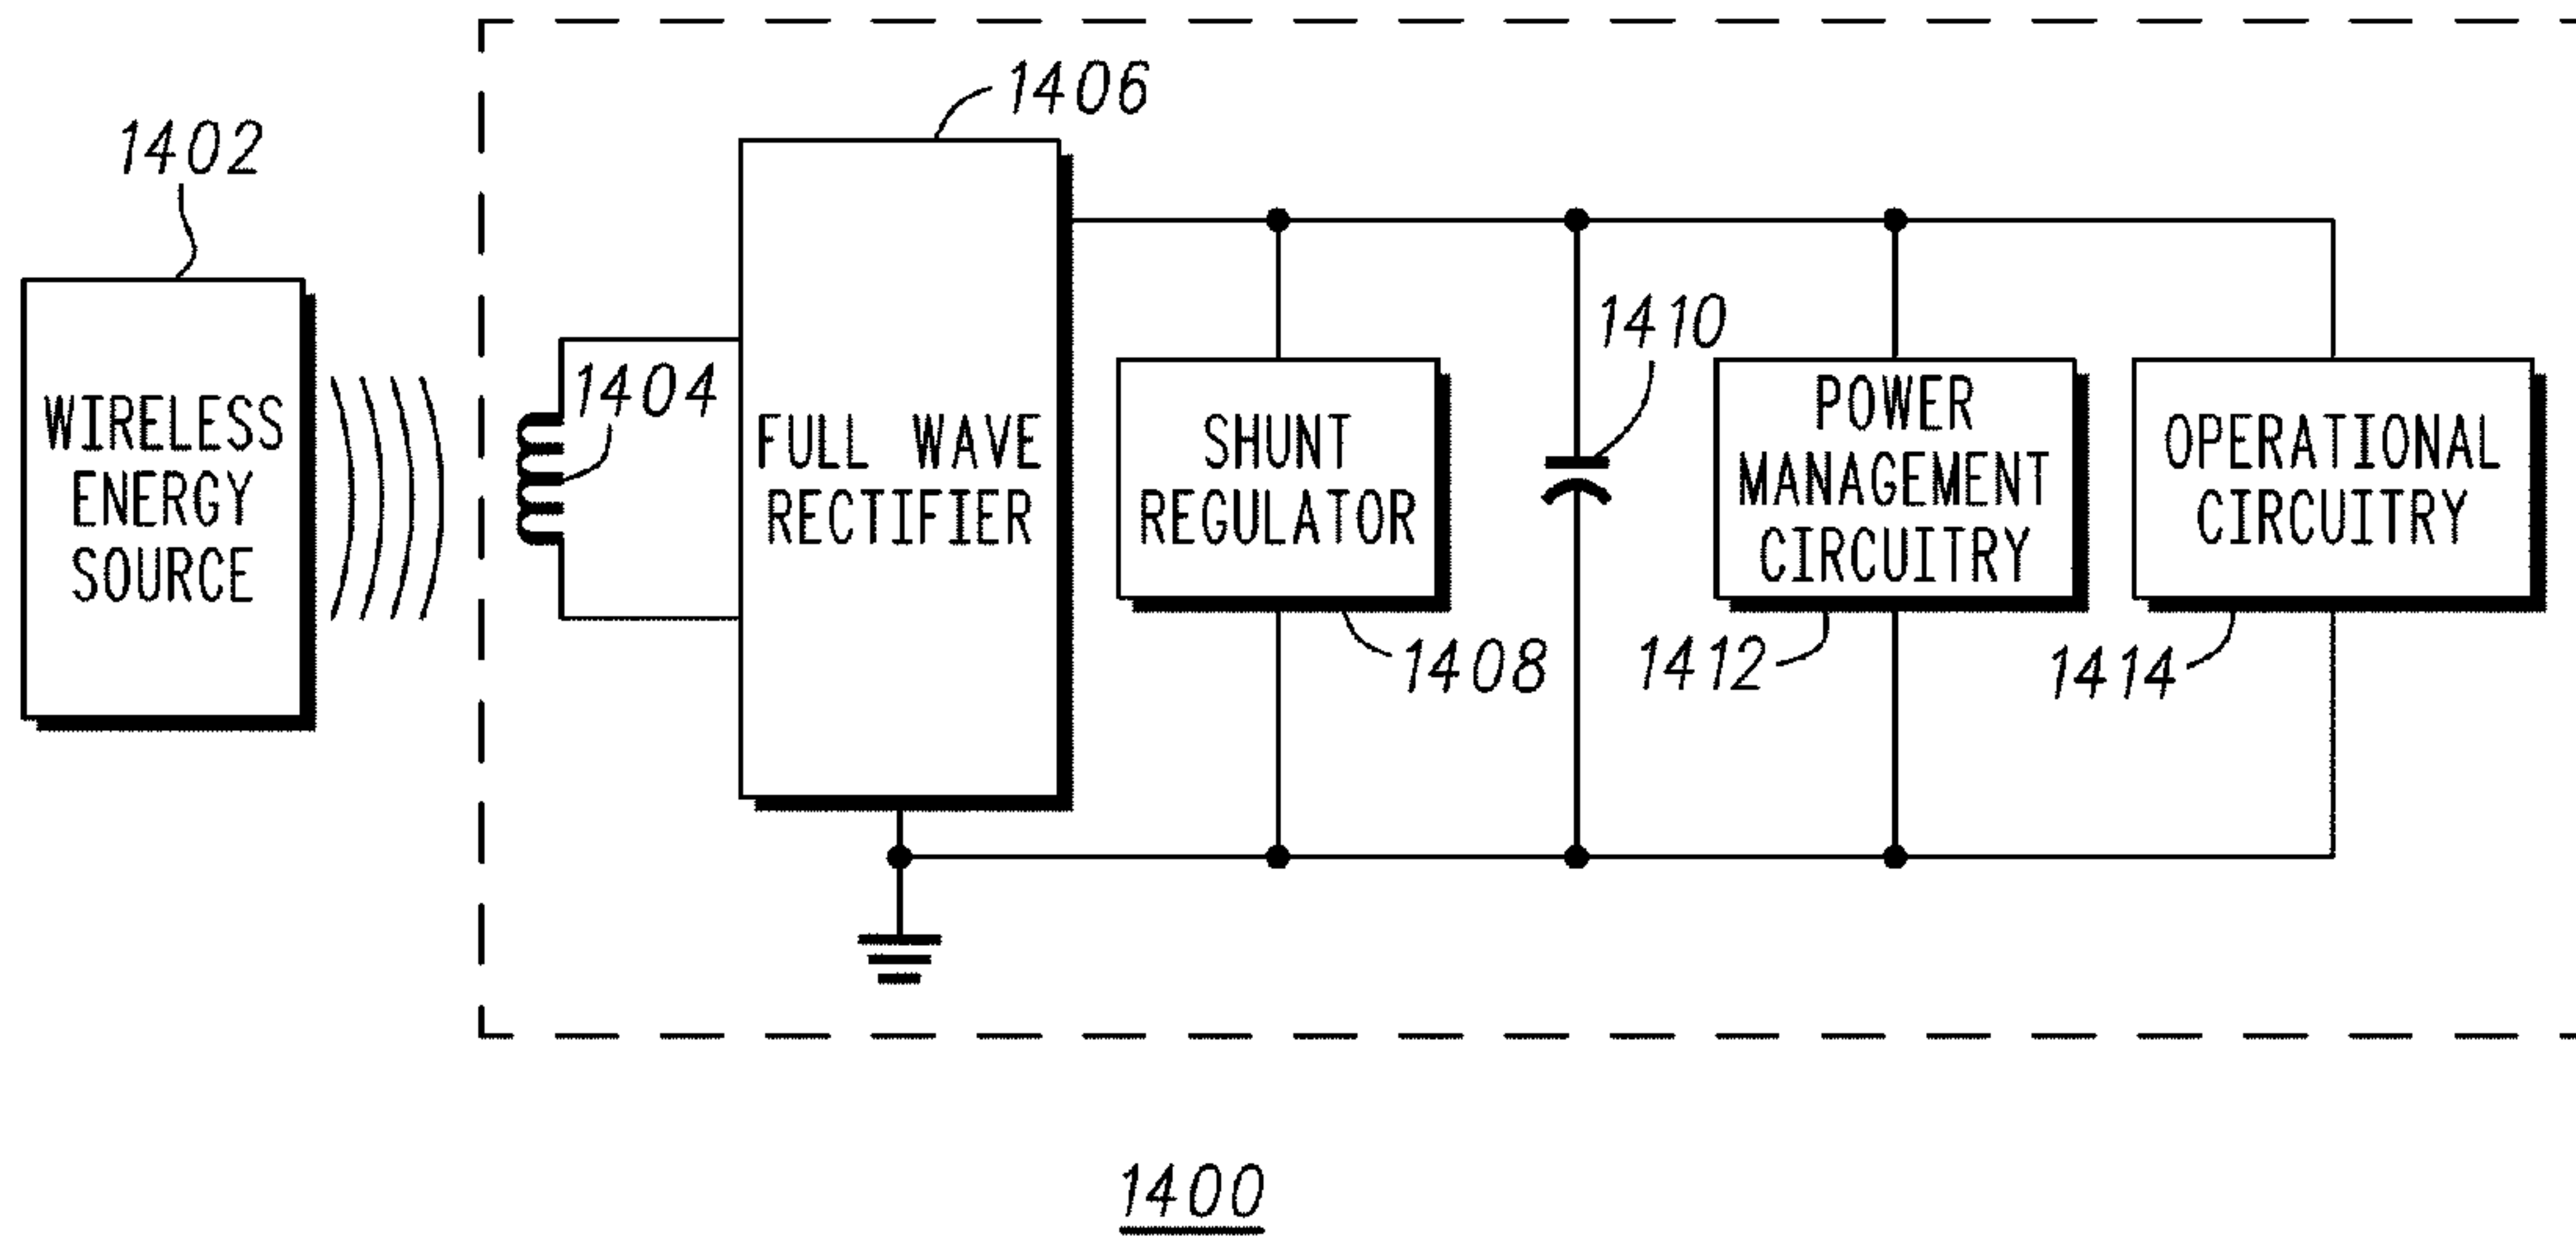 1406
1402
1410
1404
WIRELESS
ENERGY
SOURCE
FULL WAVE
RECTIFIER
SHUNT
REGULATOR
POWER
MANAGEMENT
CIRCUITRY
OPERATIONAL
CIRCUITRY
1408
1412
1414
1400